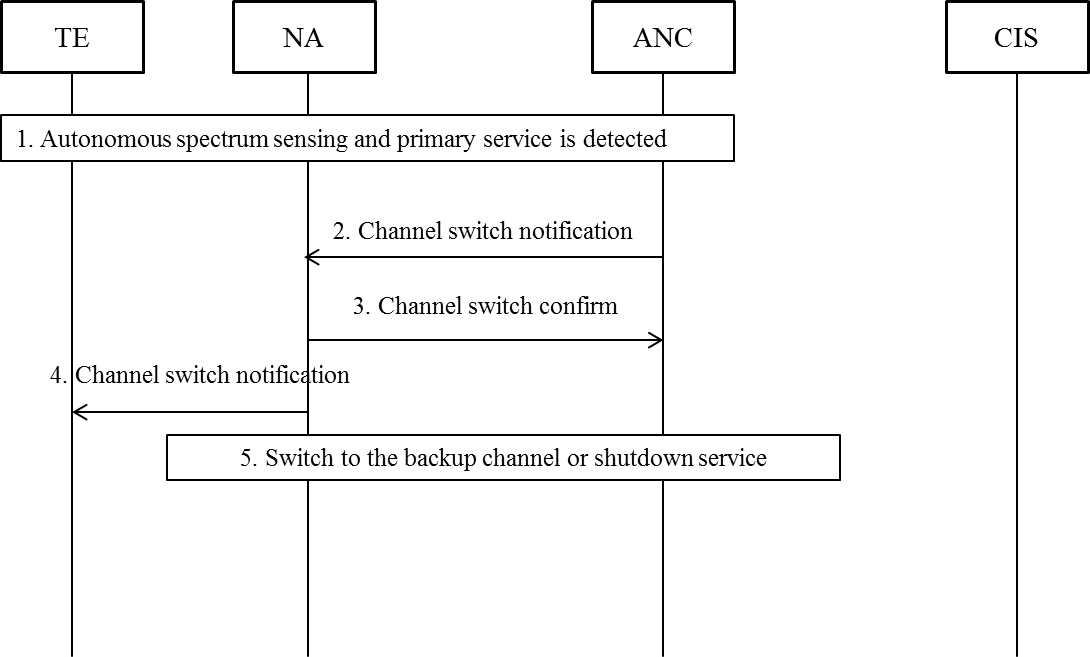 TE
NA
ANC
CIS
1. Autonomous spectrum sensing and primary service is detected
2. Channel switch notification
3. Channel switch confirm
4. Channel switch notification
5. Switch to the backup channel or shutdown service